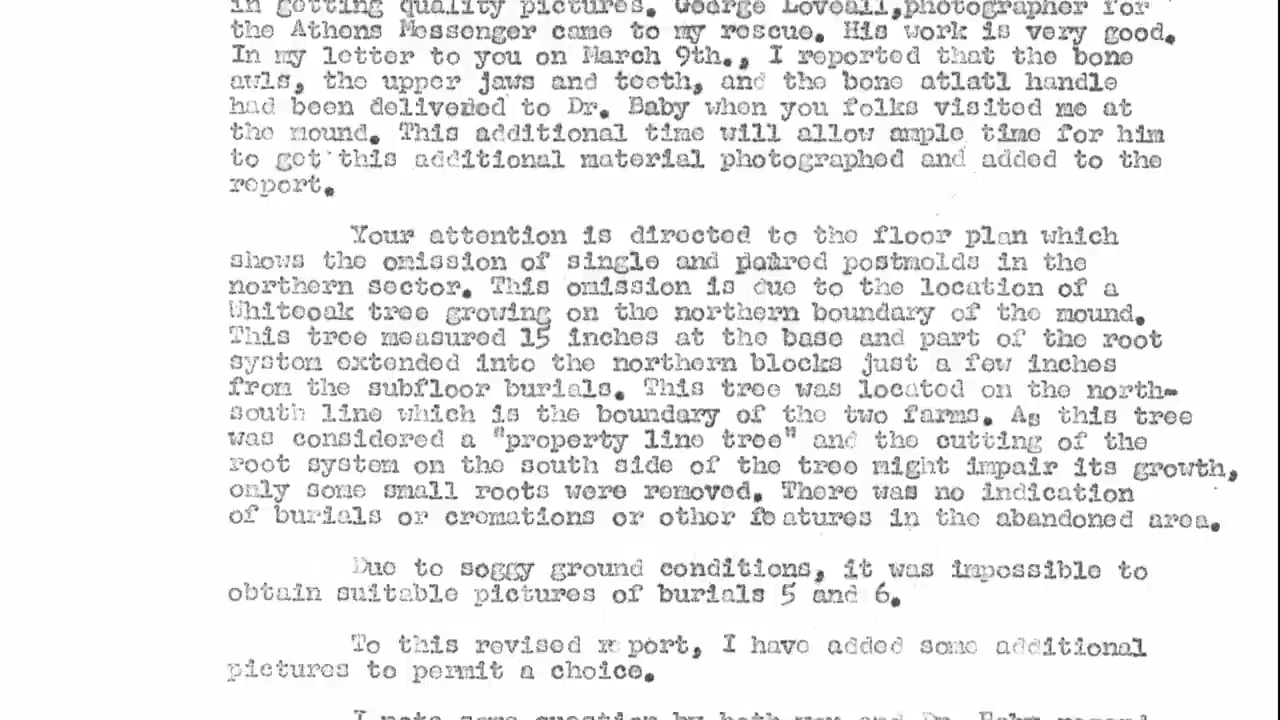 in getting quality pictures. George Loveall,photographer for
the Athens Messenger came to my rescue. His work is very good.
In my letter to you on March 9th., I reported that the bone
awls, the upper jaws and teeth, and the bone atlatl handle
had been delivered to Dr. Baby when you folks visited me at
the mound. This additional time will allow ample time for him
to get this additional material photographed and added to the
report.
Your attention is directed to the floor plan which
shows the omission of single and paired postmolds in the
northern sector. This omission is due to the location of a
Whiteoak tree growing on the northern boundary of the mound.
This tree measured 15 inches at the base and part of the root
system extended into the northern blocks just a few inches
from the subfloor burials. This tree was located on the north-
south line which is the boundary of the two farms. As this tree
was considered a "property line tree" and the cutting of the
root system on the south side of the tree might impair its growth,
only some small roots were removed. There was no indication
of burials or cremations or other features in the abandoned area.
Due to soggy ground conditions, it was impossible to
obtain suitable pictures of burials 5 and 6.
To this revised report, I have added some additional
pictures to permit a choice.
I note some question by both you and Dr. Baby